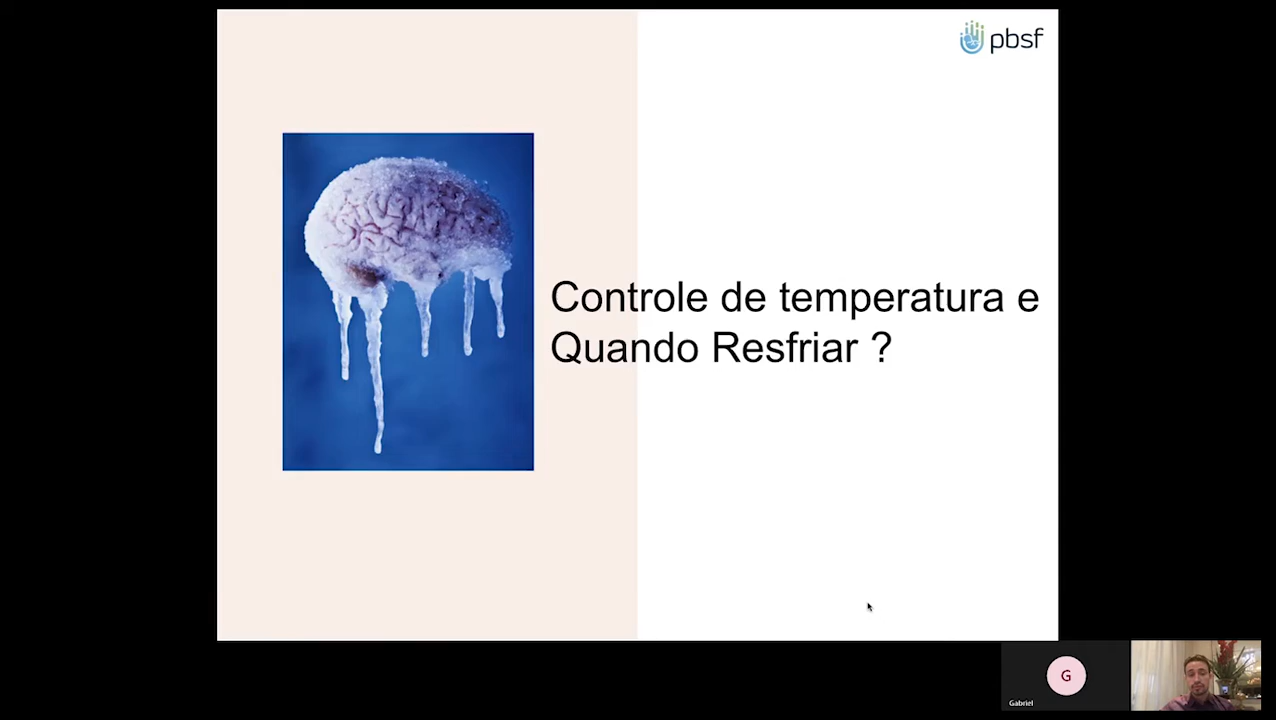 pbsf
Controle de temperatura e
Quando Resfriar ?
G
Gabriel